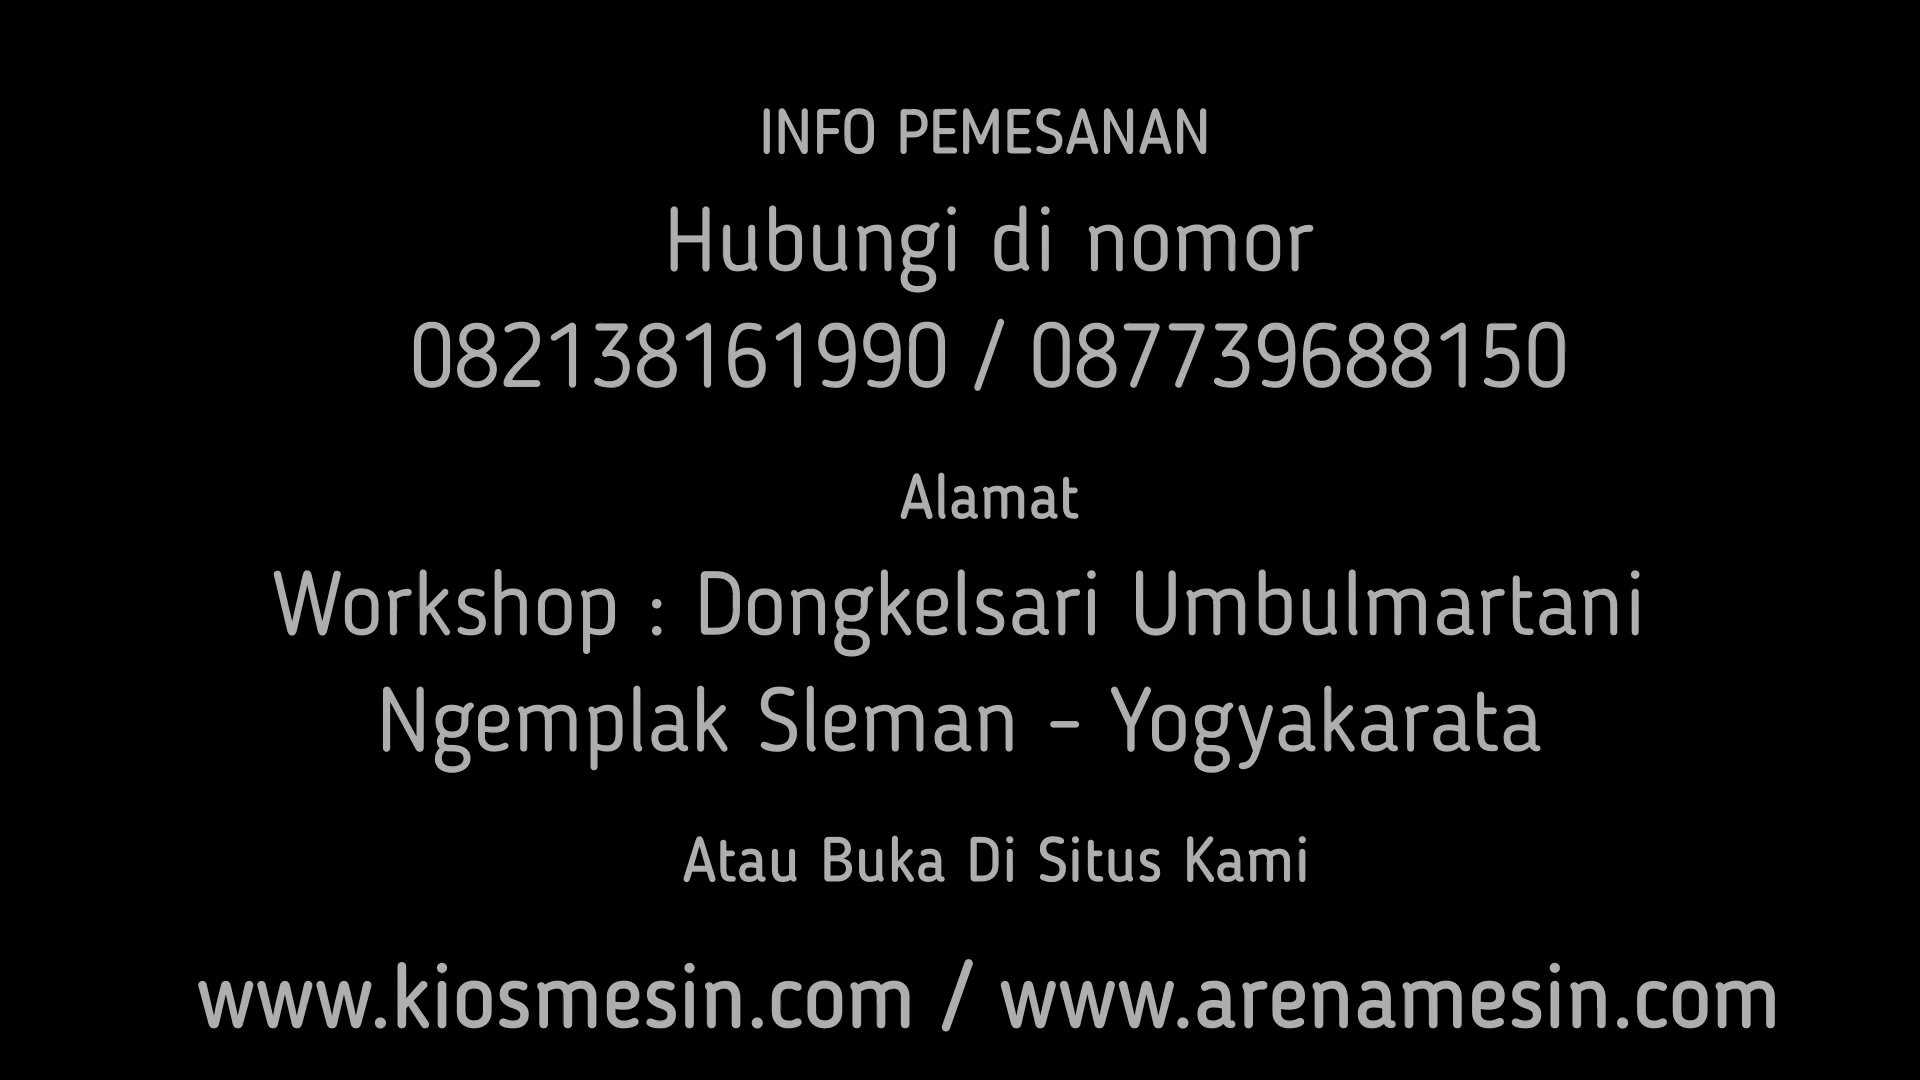 INFO PEMESANAN
Hubungi di nomor
082138161990 / 087739688150
Alamat
Workshop : Dongkelsari Umbulmartani
Ngemplak Sleman - Yogyakarata
Atau Buka Di Situs Kami
www.kiosmesin.com / www.arenamesin.com